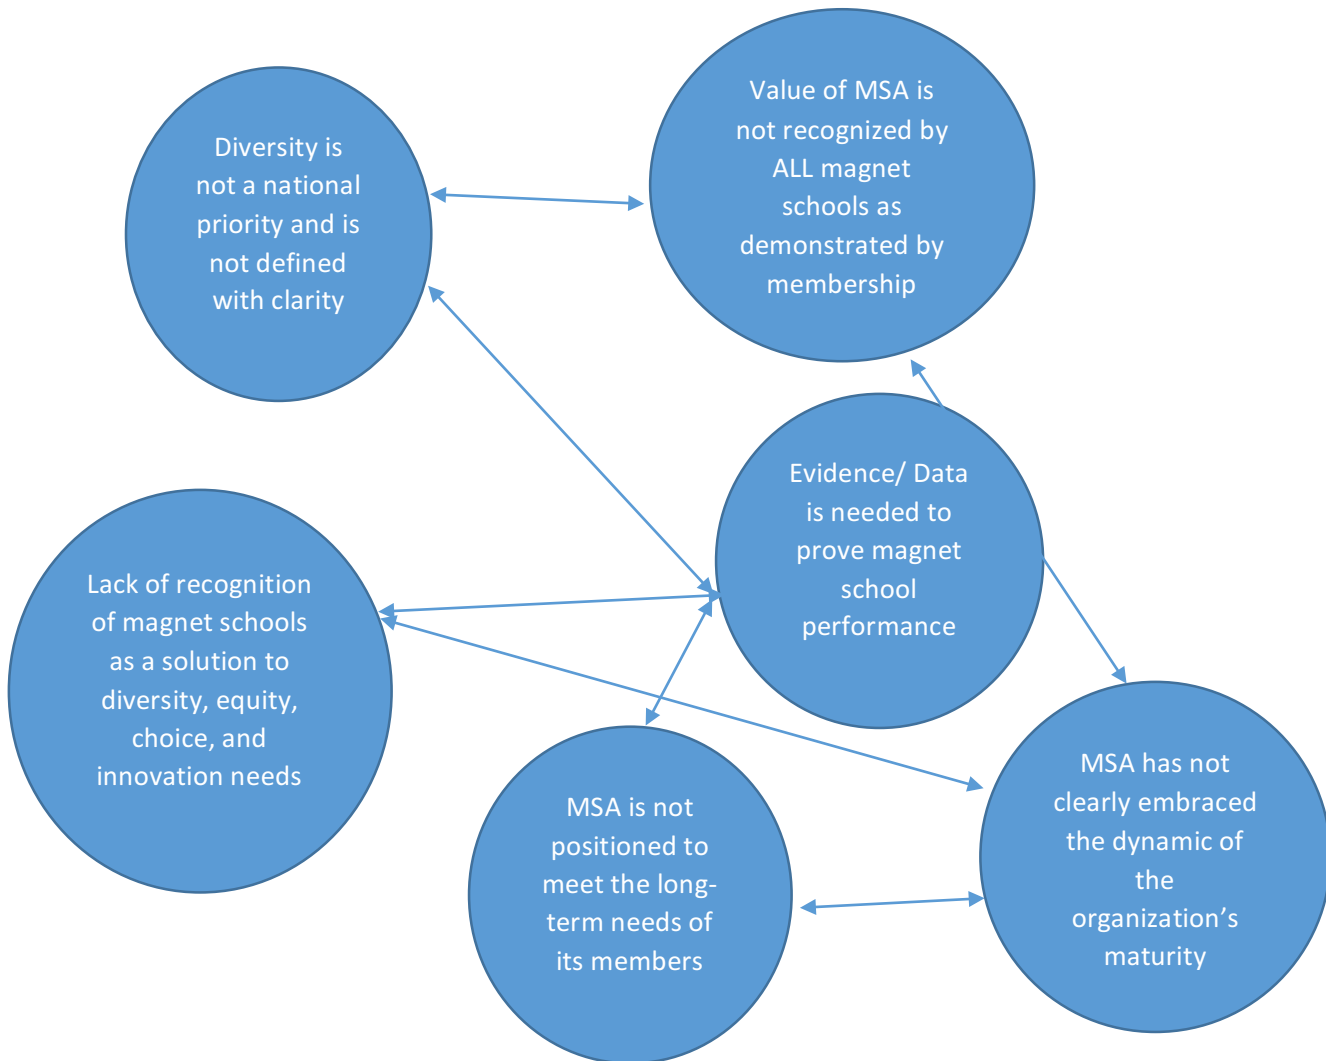 Diversity is
not a national
priority and is
not defined
with clarity
Value of MSA is
not recognized by
ALL magnet
schools as
demonstrated by
membership
Evidence/ Data
is needed to
prove magnet
school
performance
Lack of recognition
of magnet schools
as a solution to
diversity, equity,
choice, and
innovation needs
MSA is not
positioned to
meet the long-
term needs of
its members
MSA has not
clearly embraced
the dynamic of
the
organization’s
maturity